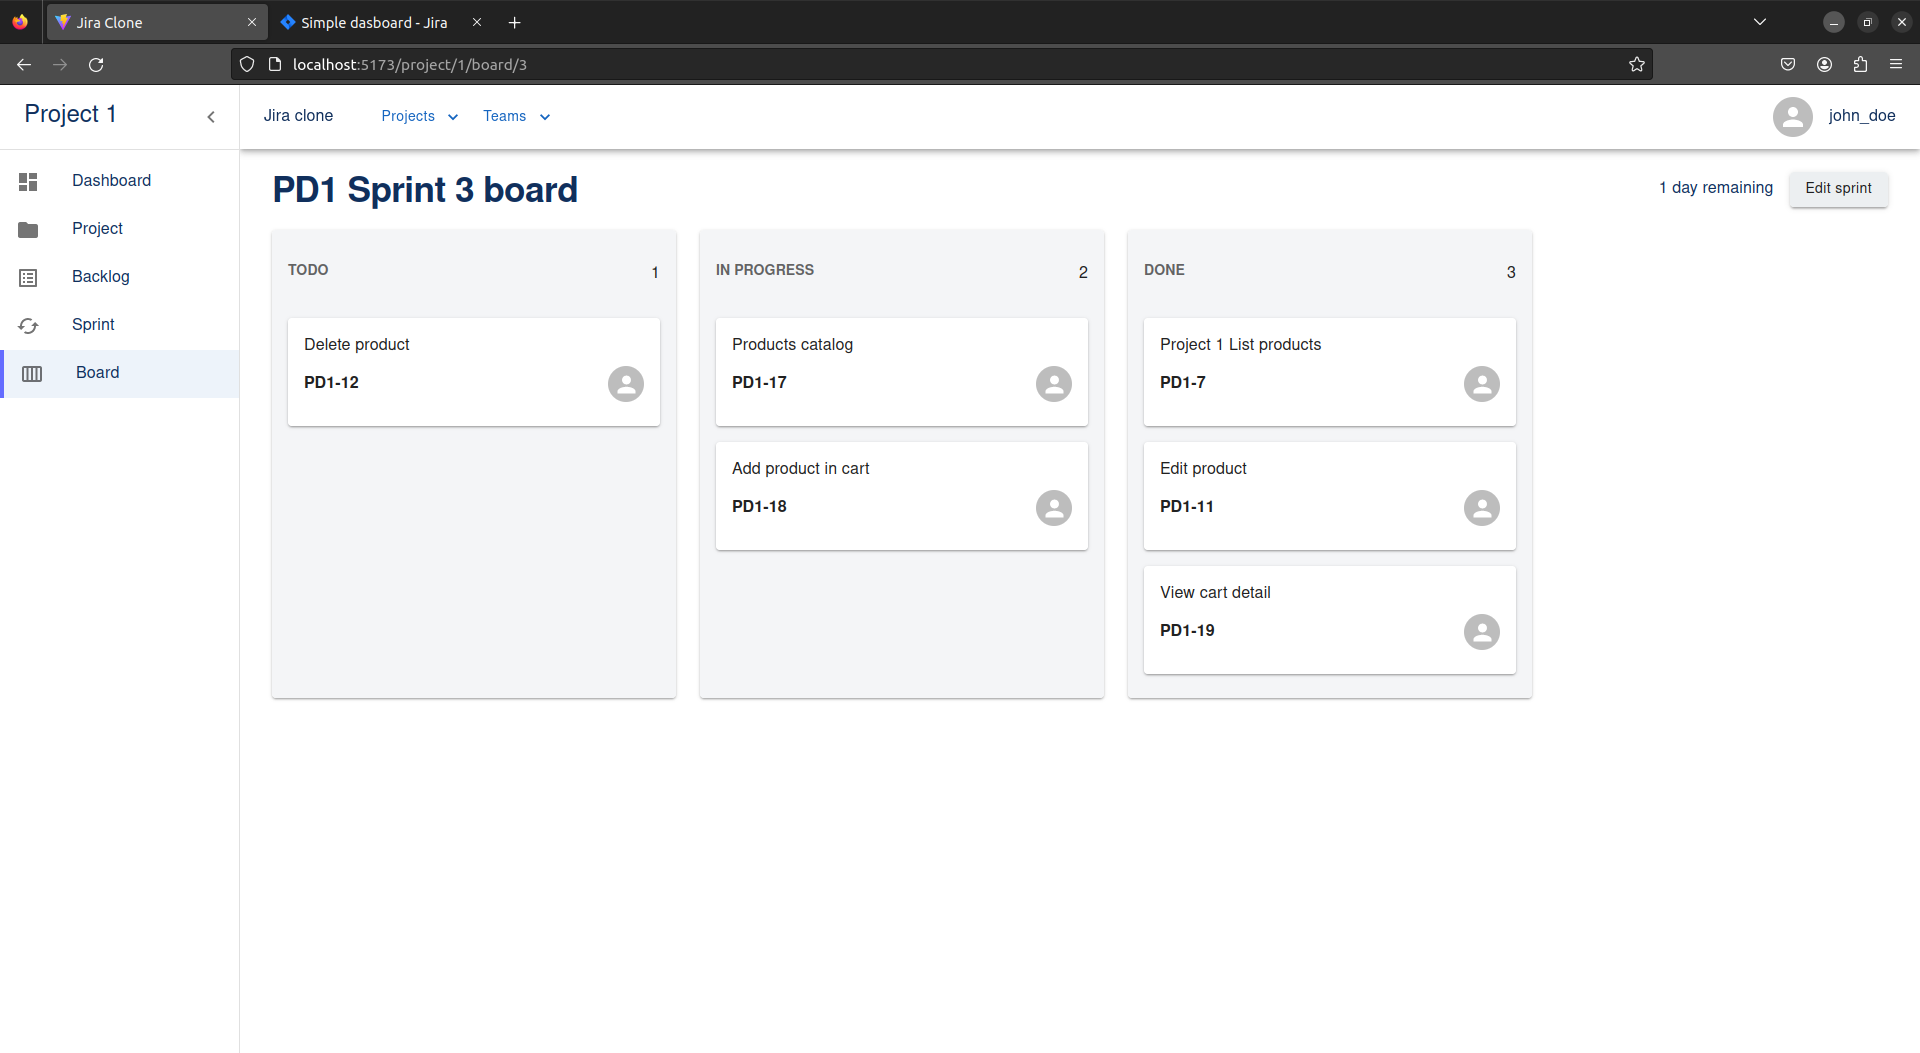 Jira Clone
Simple dasboard - Jira
localhost:5173/project/1/board/3
Project 1
Jira clone
Projects
Teams
john_doe
Dashboard
Project
Backlog
Sprint
Board
PD1 Sprint 3 board
1 day remaining
Edit sprint
TODO 1
Delete product
PD1-12
IN PROGRESS 2
Products catalog
PD1-17
Add product in cart
PD1-18
DONE 3
Project 1 List products
PD1-7
Edit product
PD1-11
View cart detail
PD1-19